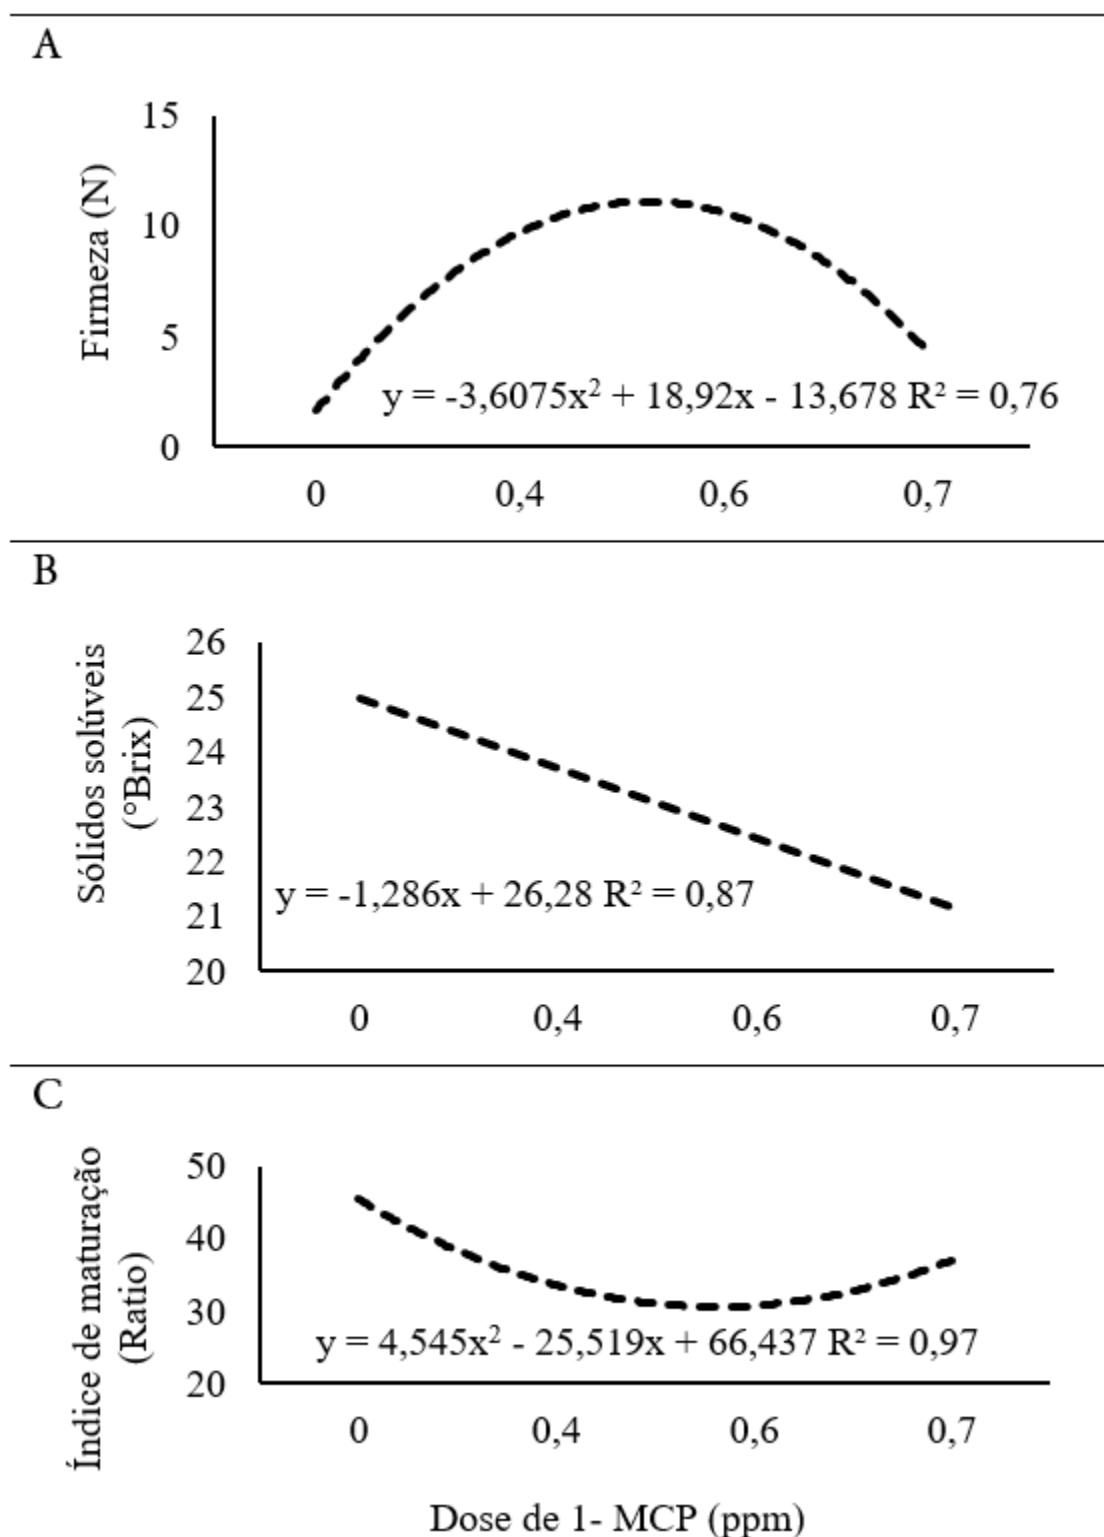 A
Firmeza (N)
15
10
5
0
y = -3,6075x² + 18,92x - 13,678 R² = 0,76
0 0,4 0,6 0,7
B
Sólidos solúveis
(°Brix)
26
25
24
23
22
21
20
y = -1,286x + 26,28 R² = 0,87
0 0,4 0,6 0,7
C
Índice de maturação
(Ratio)
50
40
30
20
y = 4,545x² - 25,519x + 66,437 R² = 0,97
0 0,4 0,6 0,7
Dose de 1- MCP (ppm)